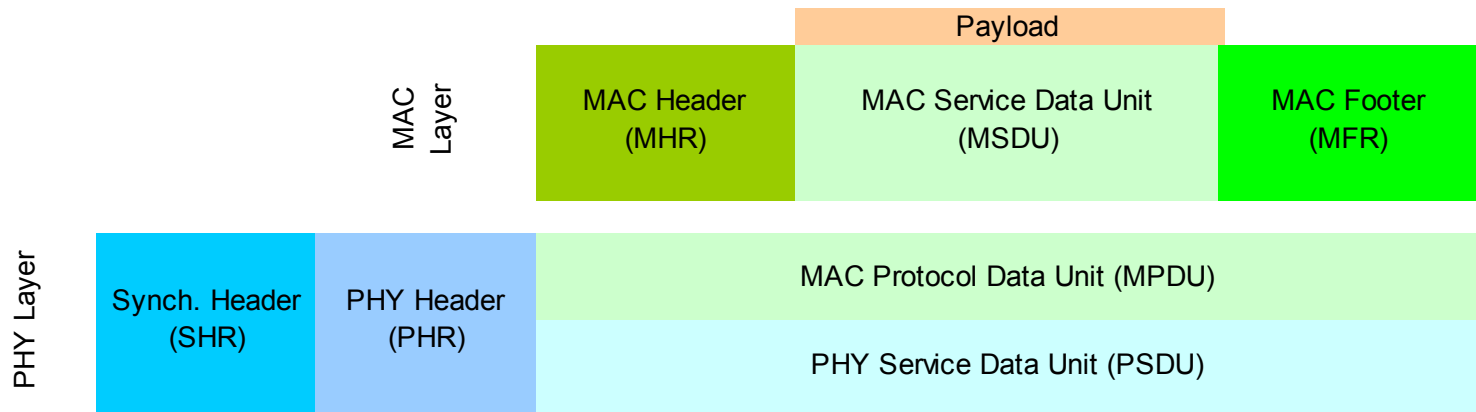 Payload
MAC
Layer
MAC Header
(MHR)
MAC Service Data Unit
(MSDU)
MAC Footer
(MFR)
PHY Layer
Synch. Header
(SHR)
PHY Header
(PHR)
MAC Protocol Data Unit (MPDU)
PHY Service Data Unit (PSDU)